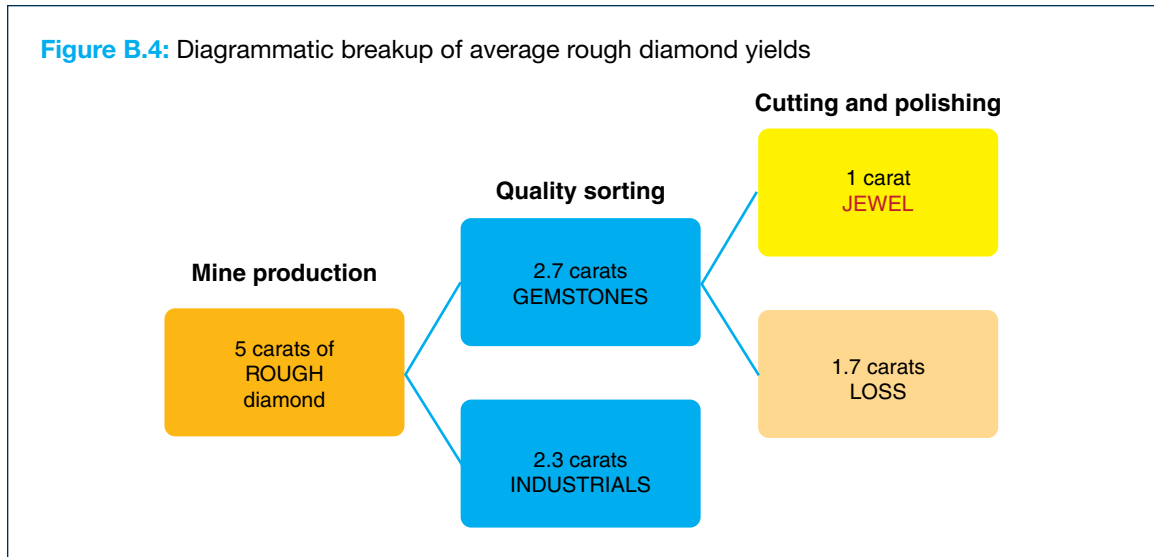 Figure B.4: Diagrammatic breakup of average rough diamond yields
Mine production
5 carats of
ROUGH
diamond
Quality sorting
2.7 carats
GEMSTONES
2.3 carats
INDUSTRIALS
Cutting and polishing
1 carat
JEWEL
1.7 carats
LOSS